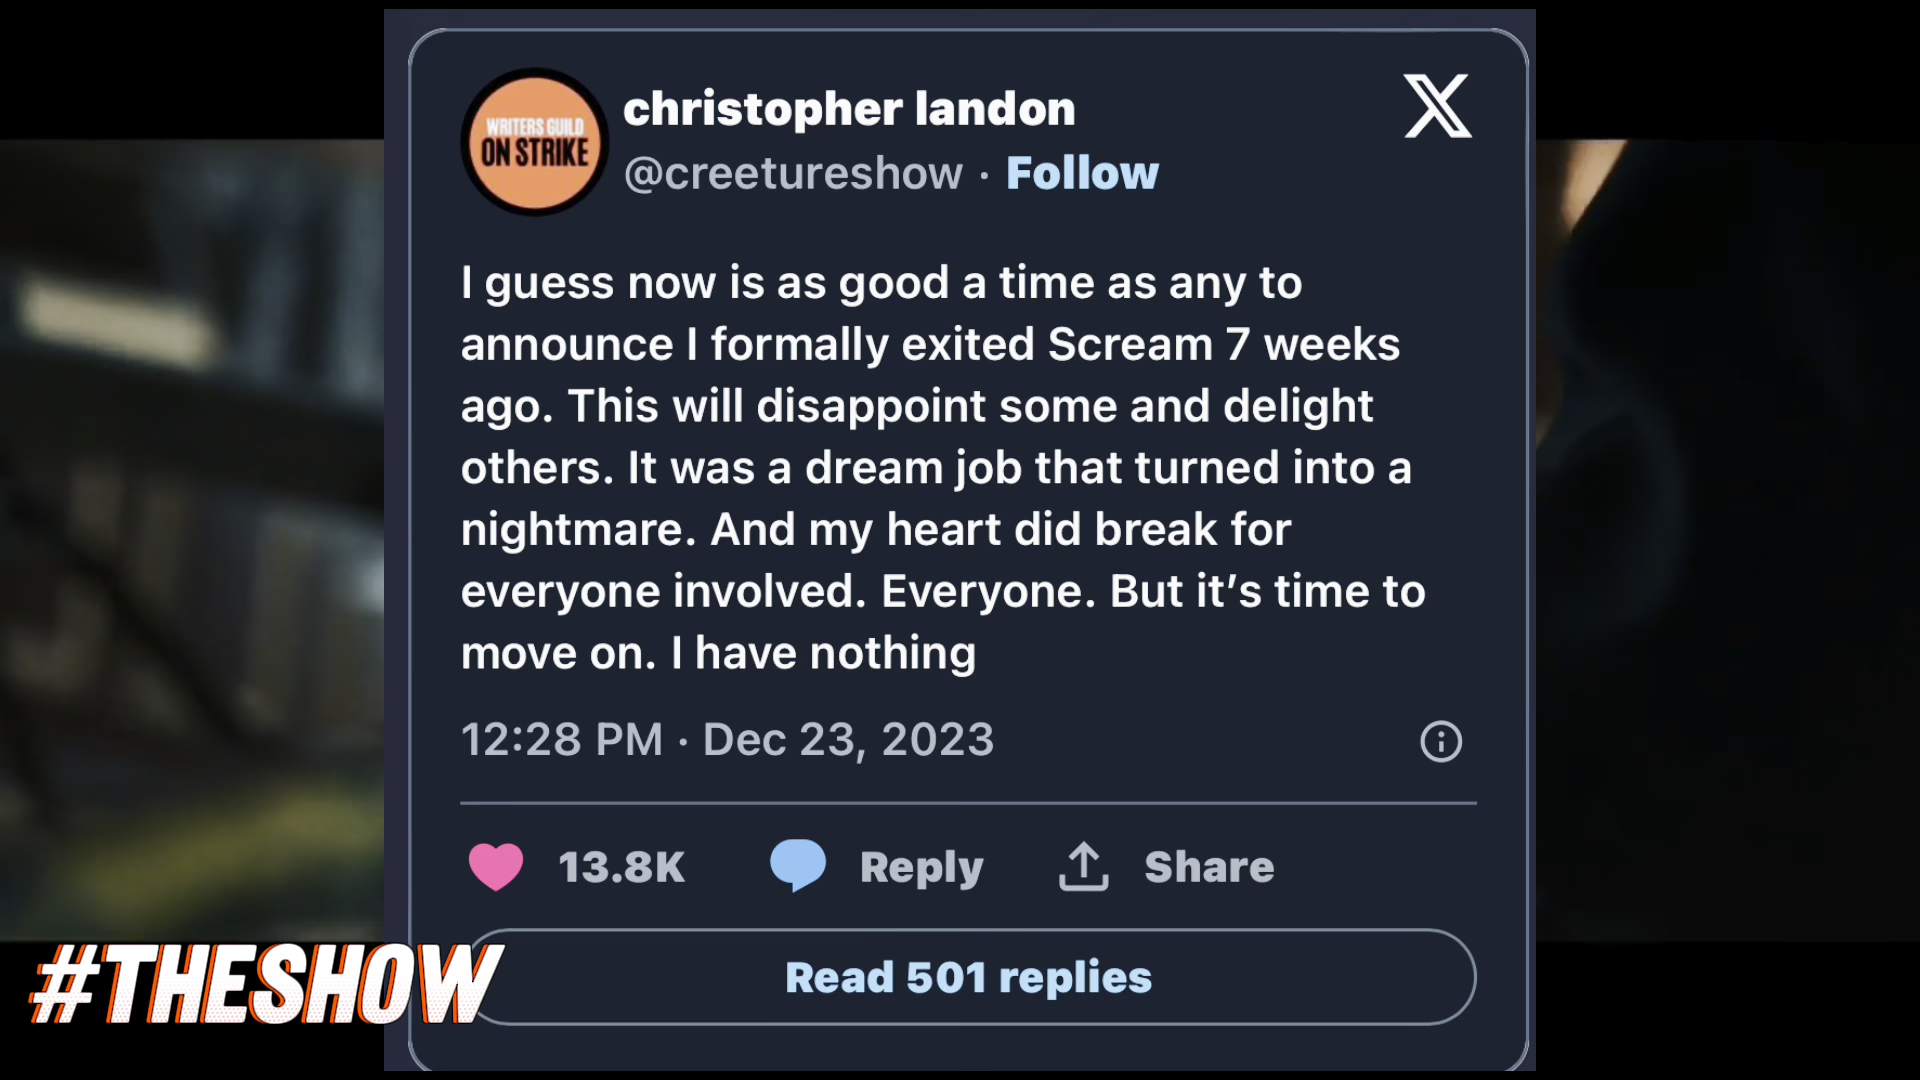 WRITERS GUILD
ON STRIKE
christopher landon
@creetureshow · Follow
I guess now is as good a time as any to
announce I formally exited Scream 7 weeks
ago. This will disappoint some and delight
others. It was a dream job that turned into a
nightmare. And my heart did break for
everyone involved. Everyone. But it’s time to
move on. I have nothing
12:28 PM · Dec 23, 2023
13.8K Reply Share
Read 501 replies
#THESHOW